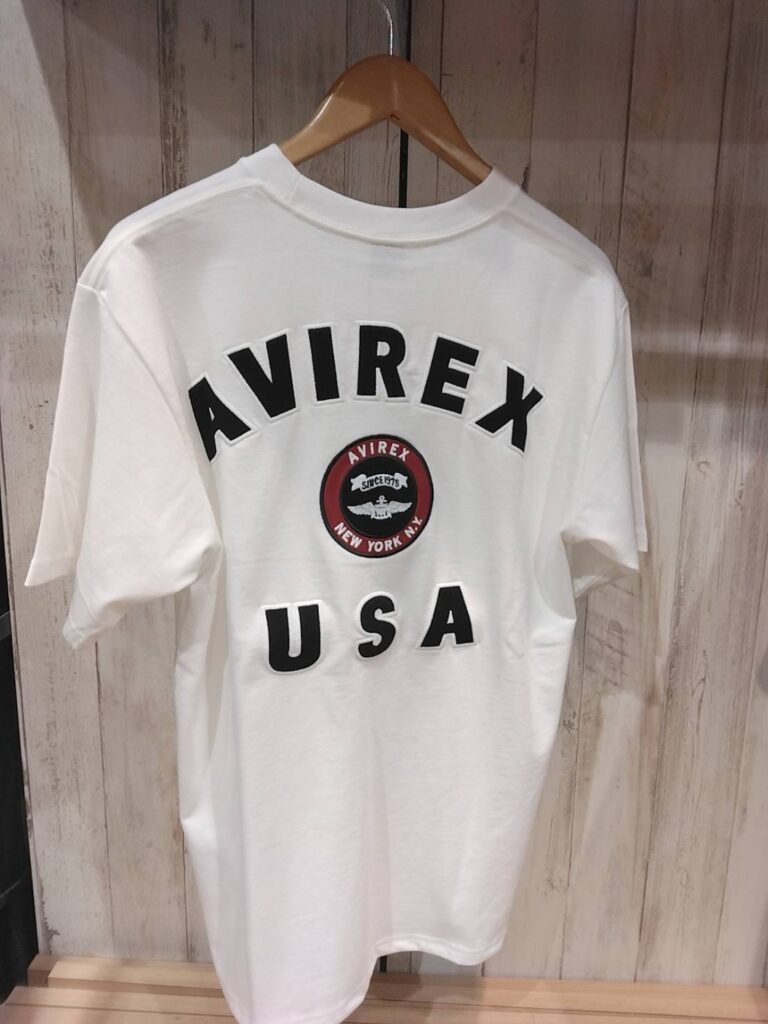 AVIREX
AVIREX
SINCE 1975
NEW YORK N.Y.
USA